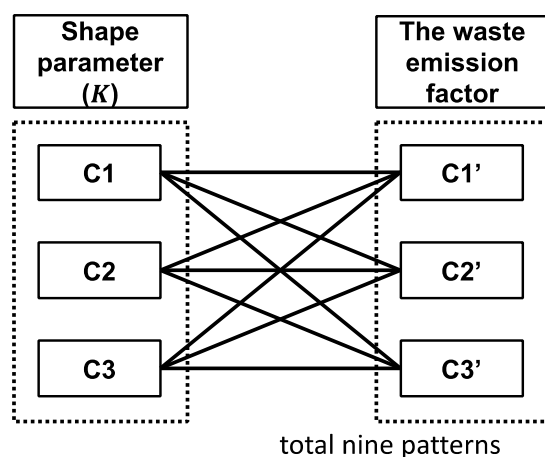 Shape
parameter
(K)
The waste
emission
factor
C1
C1’
C2
C2’
C3
C3’
total nine patterns